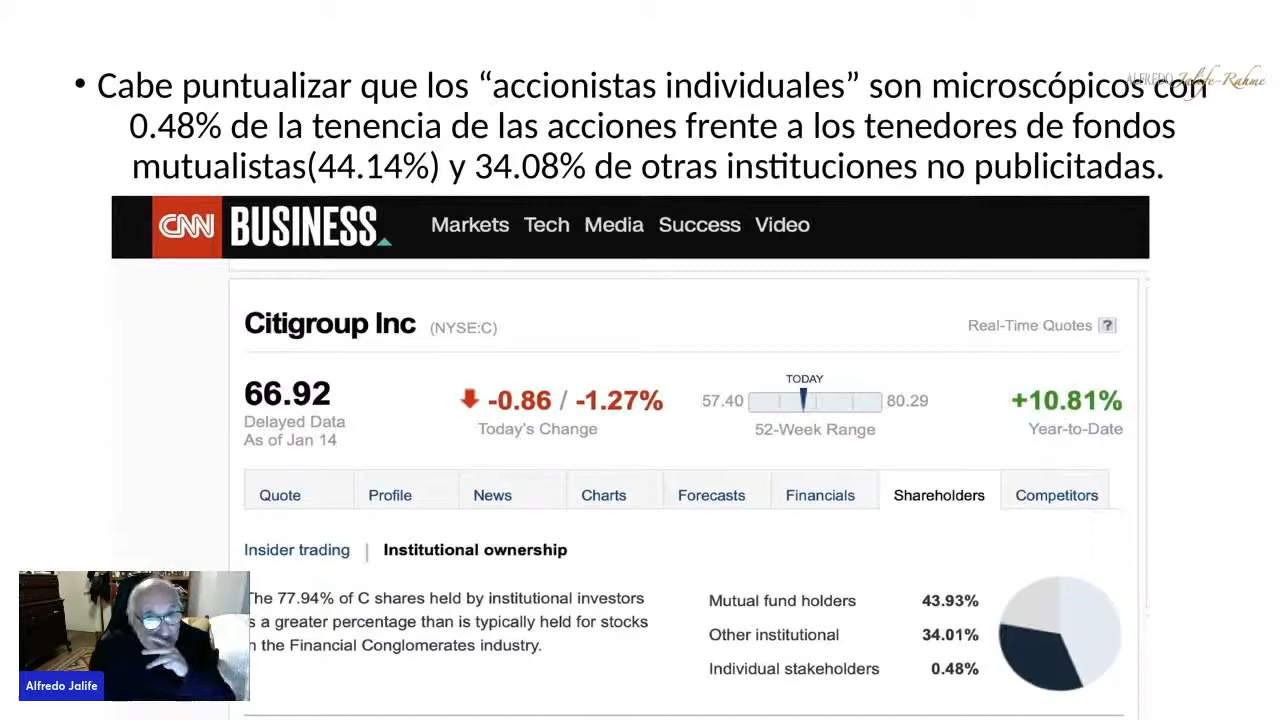 • Cabe puntualizar que los “accionistas individuales” son microscópicos con
ALFREDO Jalife-Rahme
0.48% de la tenencia de las acciones frente a los tenedores de fondos
mutualistas(44.14%) y 34.08% de otras instituciones no publicitadas.
CNN BUSINESS Markets Tech Media Success Video
Citigroup Inc (NYSE:C) Real-Time Quotes ?
TODAY
66.92 -0.86 / -1.27% 57.40 80.29 +10.81%
Delayed Data Today's Change 52-Week Range Year-to-Date
As of Jan 14
Quote Profile News Charts Forecasts Financials Shareholders Competitors
Insider trading | Institutional ownership
The 77.94% of C shares held by institutional investors
s a greater percentage than is typically held for stocks
n the Financial Conglomerates industry.
Mutual fund holders 43.93%
Other institutional 34.01%
Individual stakeholders 0.48%
Alfredo Jalife